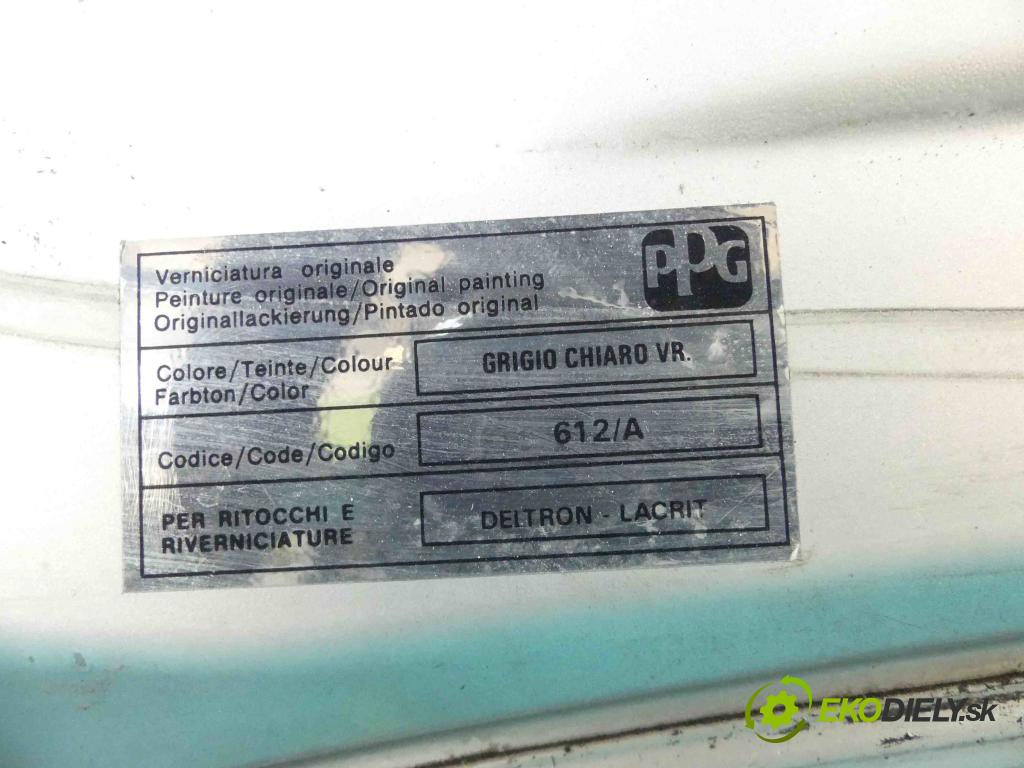 Verniciatura originale
Peinture originale/Original painting
Originallackierung/Pintado original
PPG
Colore/Teinte/Colour
Farbton/Color
GRIGIO CHIARO VR.
Codice/Code/Codigo
612/A
PER RITOCCHI E
RIVERNICIATURE
DELTRON - LACRIT
EKODIELY.sk